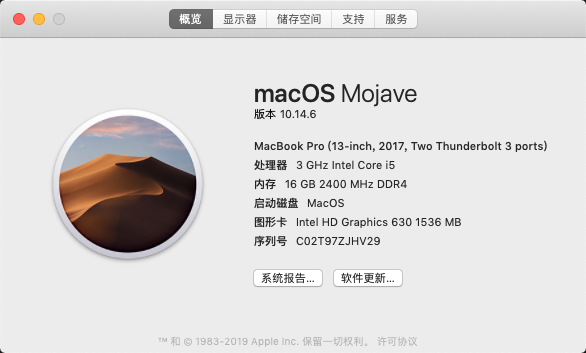 概览 显示器 储存空间 支持 服务
macOS Mojave
版本 10.14.6
MacBook Pro (13-inch, 2017, Two Thunderbolt 3 ports)
处理器 3 GHz Intel Core i5
内存 16 GB 2400 MHz DDR4
启动磁盘 MacOS
图形卡 Intel HD Graphics 630 1536 MB
序列号 C02T97ZJHV29
系统报告... 软件更新...
™ 和 © 1983-2019 Apple Inc. 保留一切权利。 许可协议